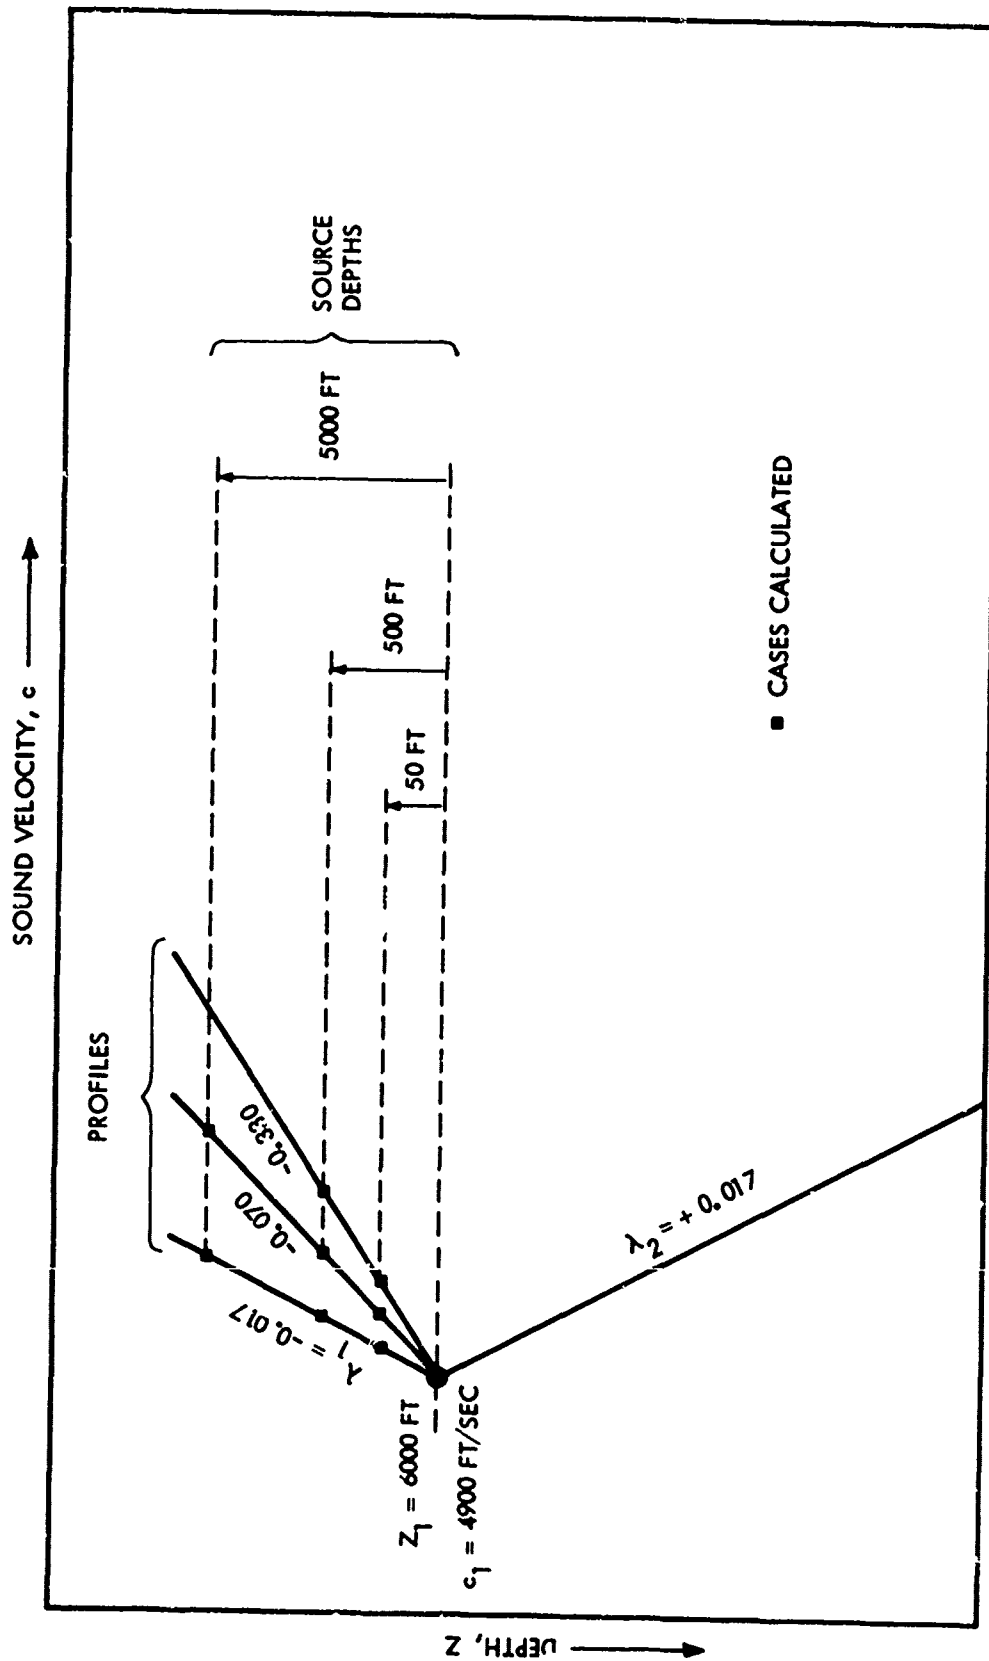 SOUND VELOCITY, c
PROFILES
SOURCE
DEPTHS
5000 FT
500 FT
50 FT
λ1 = -0.017
-0.070
-0.330
Z1 = 6000 FT
c1 = 4900 FT/SEC
λ2 = + 0.017
CASES CALCULATED
DEPTH, Z